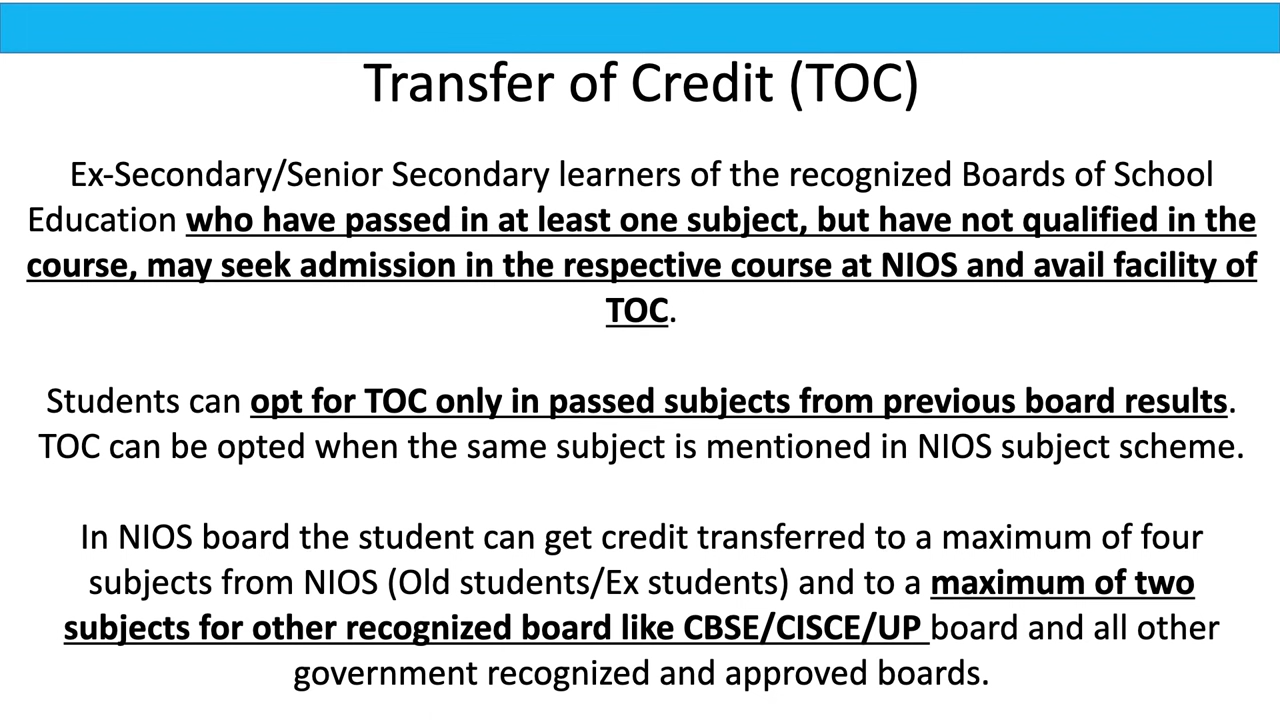 Transfer of Credit (TOC)
Ex-Secondary/Senior Secondary learners of the recognized Boards of School
Education who have passed in at least one subject, but have not qualified in the
course, may seek admission in the respective course at NIOS and avail facility of
TOC.
Students can opt for TOC only in passed subjects from previous board results.
TOC can be opted when the same subject is mentioned in NIOS subject scheme.
In NIOS board the student can get credit transferred to a maximum of four
subjects from NIOS (Old students/Ex students) and to a maximum of two
subjects for other recognized board like CBSE/CISCE/UP board and all other
government recognized and approved boards.